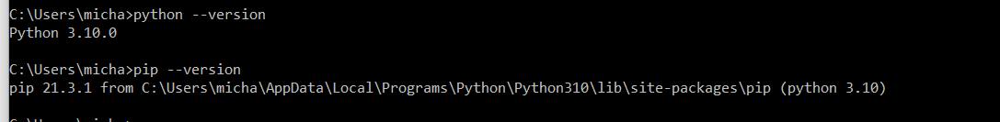 C:\Users\micha>python --version
Python 3.10.0
C:\Users\micha>pip --version
pip 21.3.1 from C:\Users\micha\AppData\Local\Programs\Python\Python310\lib\site-packages\pip (python 3.10)